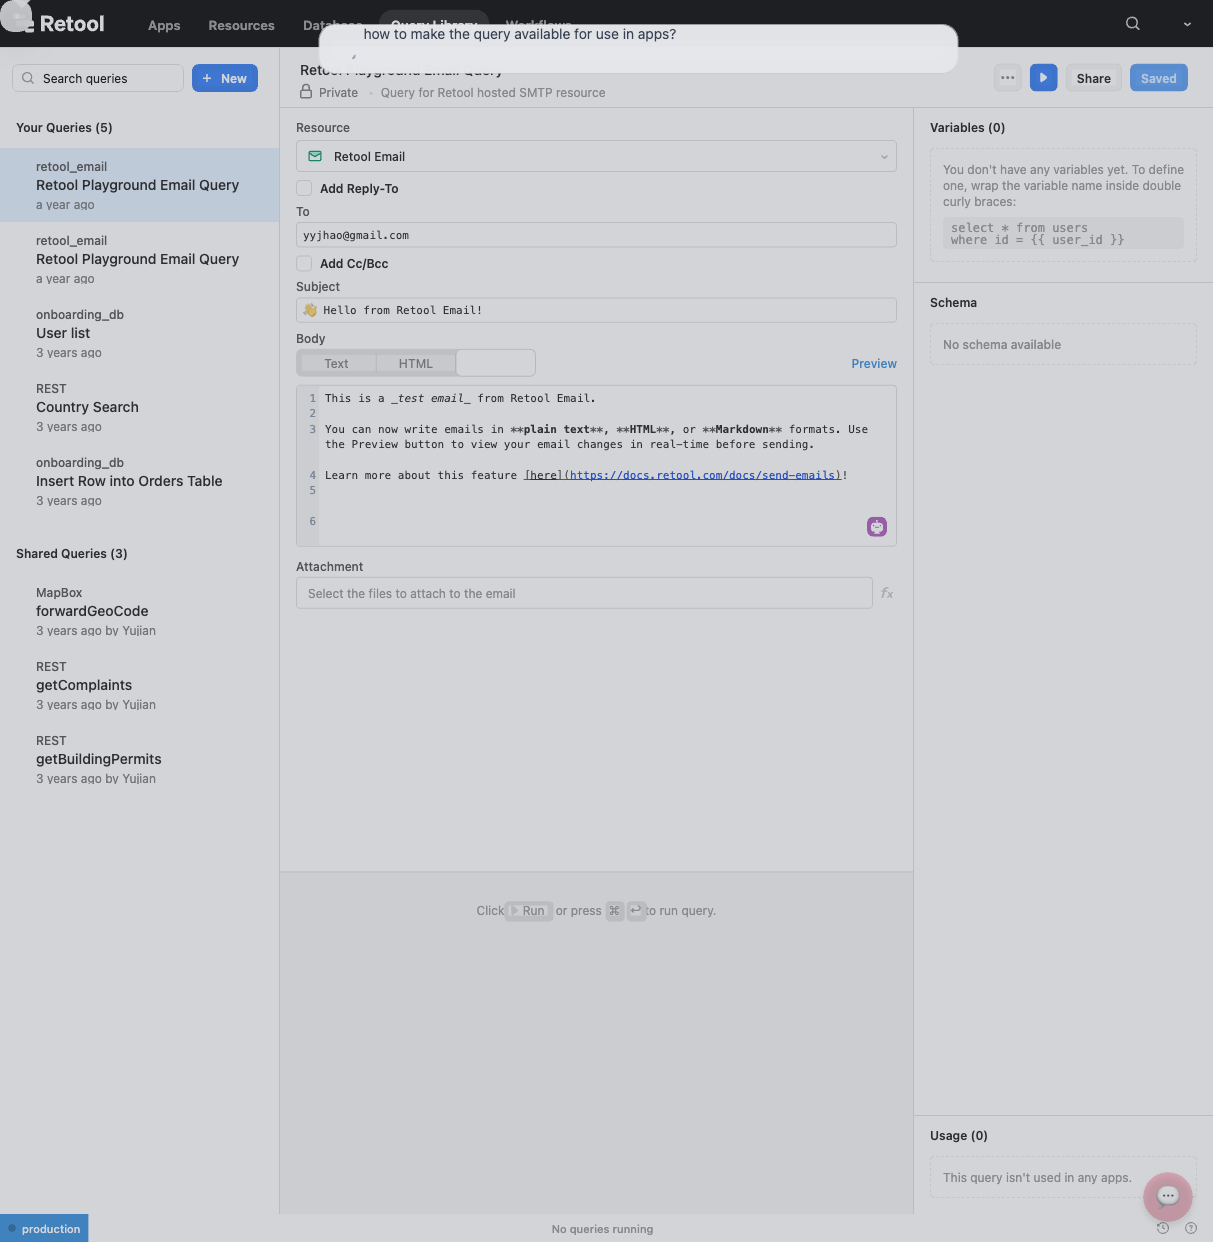 Retool
Apps
Resources
Query Library
Workflows
how to make the query available for use in apps?
Search queries
+ New
Retool Playground Email Query
Private · Query for Retool hosted SMTP resource
Share
Saved
Your Queries (5)
retool_email
Retool Playground Email Query
a year ago
retool_email
Retool Playground Email Query
a year ago
onboarding_db
User list
3 years ago
REST
Country Search
3 years ago
onboarding_db
Insert Row into Orders Table
3 years ago
Shared Queries (3)
MapBox
forwardGeoCode
3 years ago by Yujian
REST
getComplaints
3 years ago by Yujian
REST
getBuildingPermits
3 years ago by Yujian
Resource
Retool Email
Add Reply-To
To
yyjhao@gmail.com
Add Cc/Bcc
Subject
👋 Hello from Retool Email!
Body
Text
HTML
Preview
1 This is a _test email_ from Retool Email.
2
3 You can now write emails in **plain text**, **HTML**, or **Markdown** formats. Use
the Preview button to view your email changes in real-time before sending.
4 Learn more about this feature [here](https://docs.retool.com/docs/send-emails)!
5
6
Attachment
Select the files to attach to the email
fx
Click Run or press ⌘ ↩ to run query.
Variables (0)
You don't have any variables yet. To define
one, wrap the variable name inside double
curly braces:
select * from users
where id = {{ user_id }}
Schema
No schema available
Usage (0)
This query isn't used in any apps.
production
No queries running